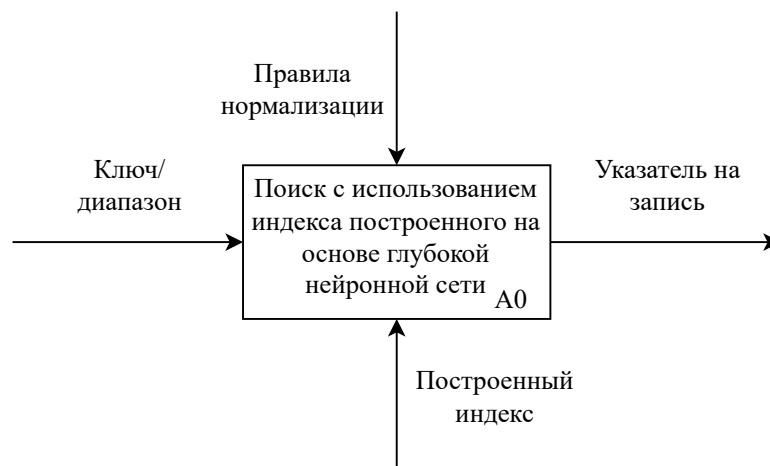 Правила
нормализации
Ключ/
диапазон
Поиск с использованием
индекса построенного на
основе глубокой
нейронной сети
A0
Указатель на
запись
Построенный
индекс